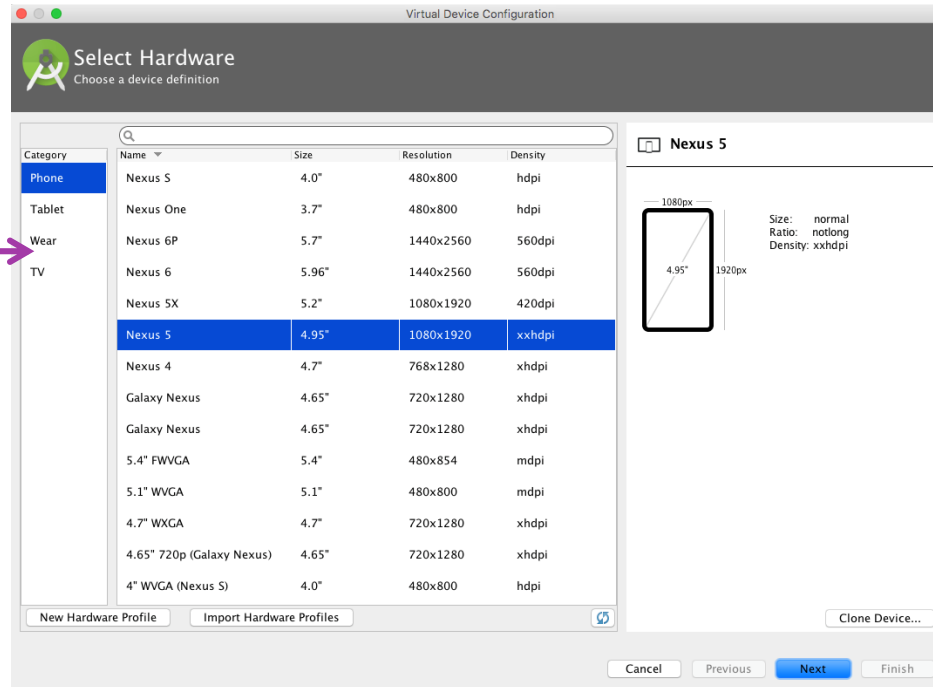 Virtual Device Configuration
Select Hardware
Choose a device definition
Category
Phone
Tablet
Wear
TV
Name Size Resolution Density
Nexus S 4.0" 480x800 hdpi
Nexus One 3.7" 480x800 hdpi
Nexus 6P 5.7" 1440x2560 560dpi
Nexus 6 5.96" 1440x2560 560dpi
Nexus 5X 5.2" 1080x1920 420dpi
Nexus 5 4.95" 1080x1920 xxhdpi
Nexus 4 4.7" 768x1280 xhdpi
Galaxy Nexus 4.65" 720x1280 xhdpi
Galaxy Nexus 4.65" 720x1280 xhdpi
5.4" FWVGA 5.4" 480x854 mdpi
5.1" WVGA 5.1" 480x800 mdpi
4.7" WXGA 4.7" 720x1280 xhdpi
4.65" 720p (Galaxy Nexus) 4.65" 720x1280 xhdpi
4" WVGA (Nexus S) 4.0" 480x800 hdpi
New Hardware Profile Import Hardware Profiles
Nexus 5
1080px
4.95"
1920px
Size: normal
Ratio: notlong
Density: xxhdpi
Clone Device...
Cancel Previous Next Finish